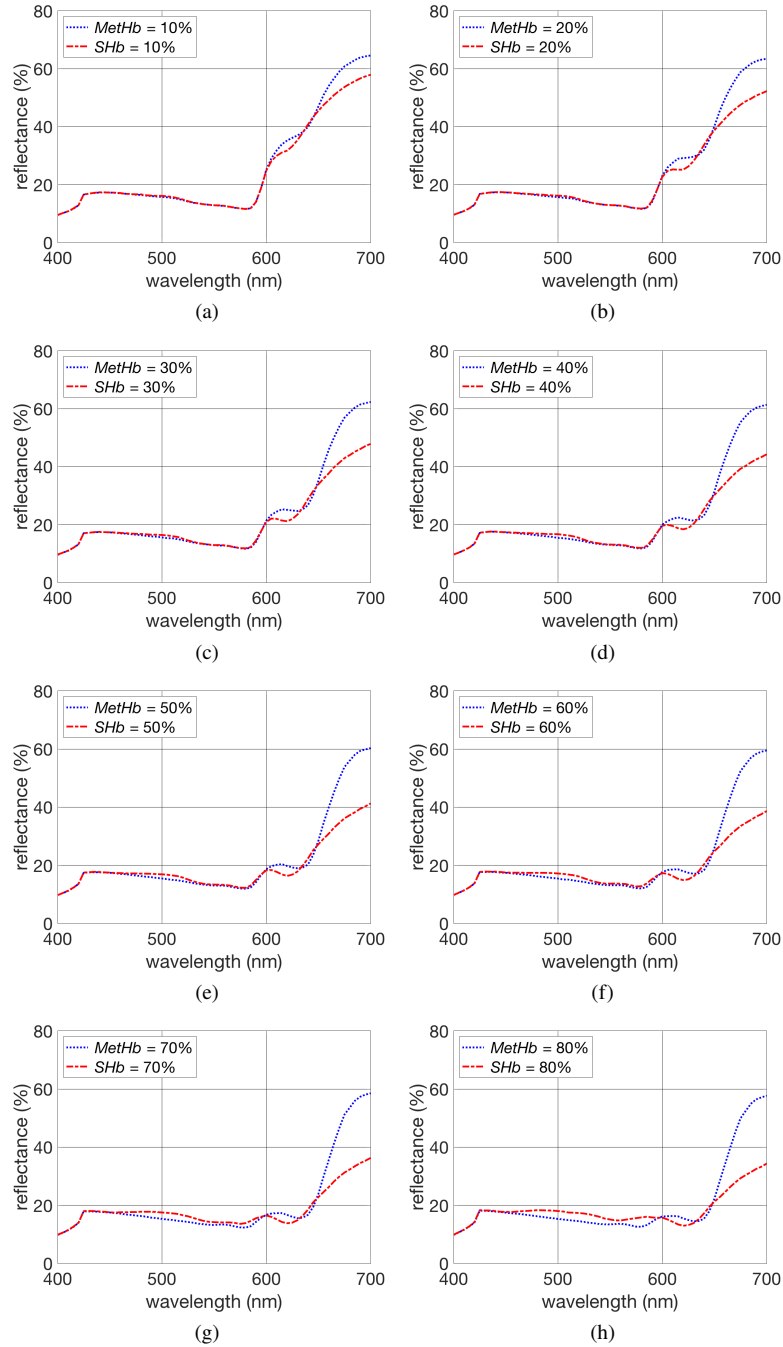 80
60
40
20
0
reflectance (%)
MetHb = 10%
SHb = 10%
400 500 600 700
wavelength (nm)
(a)
80
60
40
20
0
reflectance (%)
MetHb = 20%
SHb = 20%
400 500 600 700
wavelength (nm)
(b)
80
60
40
20
0
reflectance (%)
MetHb = 30%
SHb = 30%
400 500 600 700
wavelength (nm)
(c)
80
60
40
20
0
reflectance (%)
MetHb = 40%
SHb = 40%
400 500 600 700
wavelength (nm)
(d)
80
60
40
20
0
reflectance (%)
MetHb = 50%
SHb = 50%
400 500 600 700
wavelength (nm)
(e)
80
60
40
20
0
reflectance (%)
MetHb = 60%
SHb = 60%
400 500 600 700
wavelength (nm)
(f)
80
60
40
20
0
reflectance (%)
MetHb = 70%
SHb = 70%
400 500 600 700
wavelength (nm)
(g)
80
60
40
20
0
reflectance (%)
MetHb = 80%
SHb = 80%
400 500 600 700
wavelength (nm)
(h)